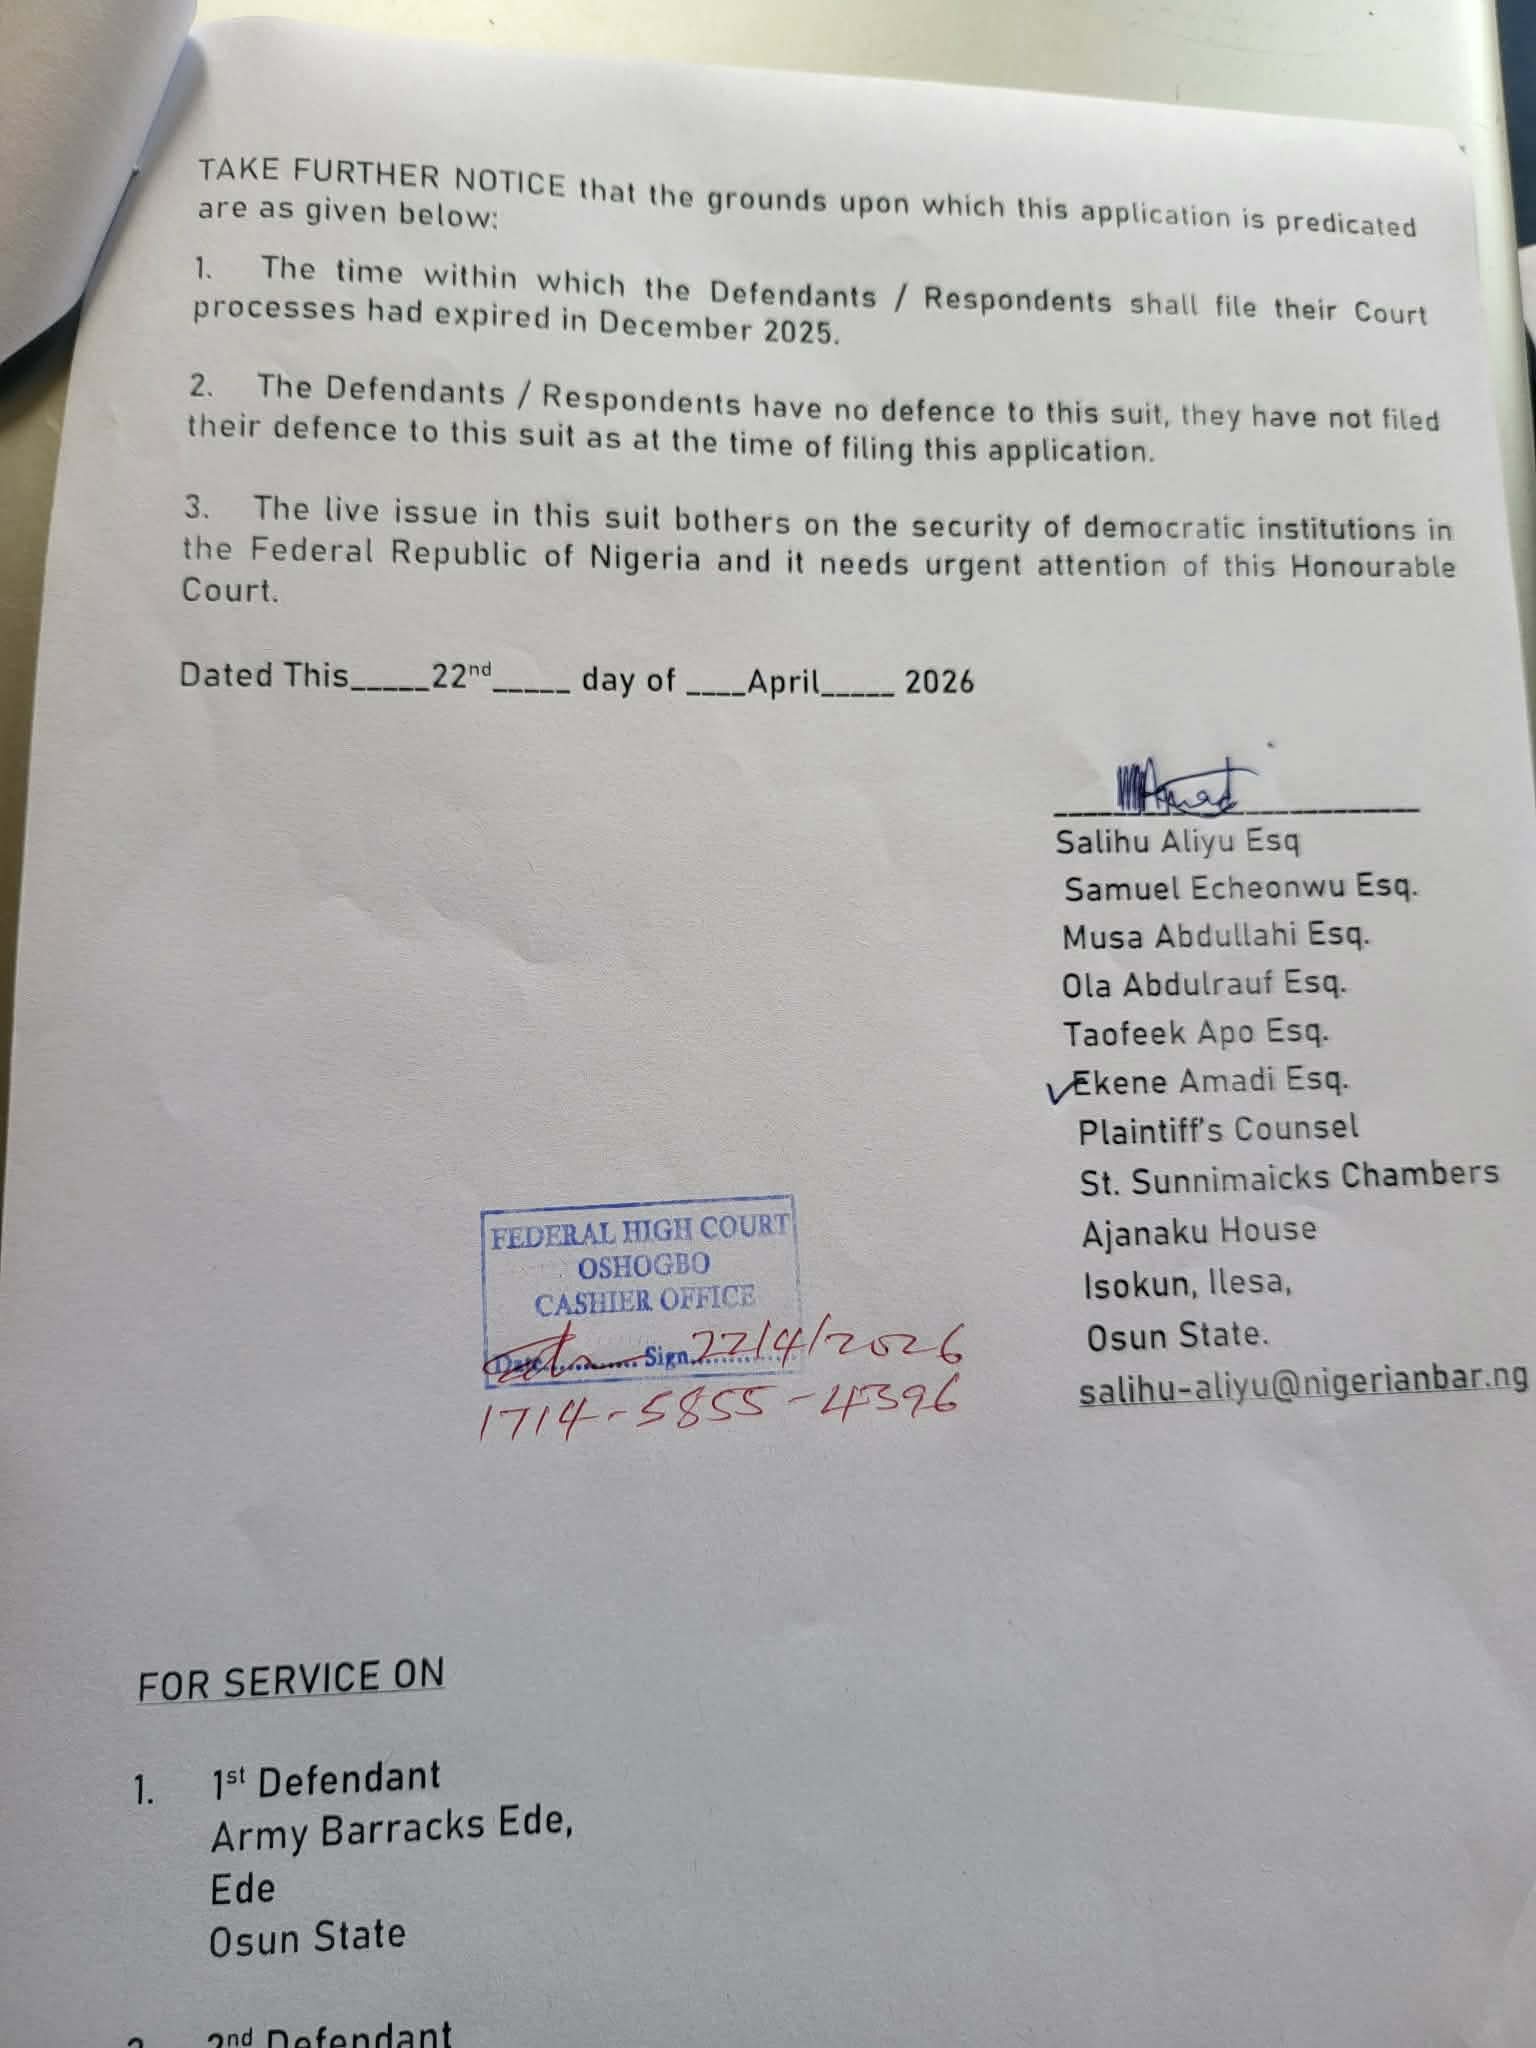 TAKE FURTHER NOTICE that the grounds upon which this application is predicated
are as given below:
1. The time within which the Defendants / Respondents shall file their Court
processes had expired in December 2025.
2. The Defendants / Respondents have no defence to this suit, they have not filed
their defence to this suit as at the time of filing this application.
3. The live issue in this suit bothers on the security of democratic institutions in
the Federal Republic of Nigeria and it needs urgent attention of this Honourable
Court.
Dated This_____22nd_____ day of ____April_____ 2026
Salihu Aliyu Esq
Samuel Echeonwu Esq.
Musa Abdullahi Esq.
Ola Abdulrauf Esq.
Taofeek Apo Esq.
✓Ekene Amadi Esq.
Plaintiff's Counsel
St. Sunnimaicks Chambers
Ajanaku House
Isokun, Ilesa,
Osun State.
salihu-aliyu@nigerianbar.ng
FEDERAL HIGH COURT
OSHOGBO
CASHIER OFFICE
Date............ Sign............ 22/4/2026
1714-5855-4396
FOR SERVICE ON
1. 1st Defendant
Army Barracks Ede,
Ede
Osun State
2. 2nd Defendant